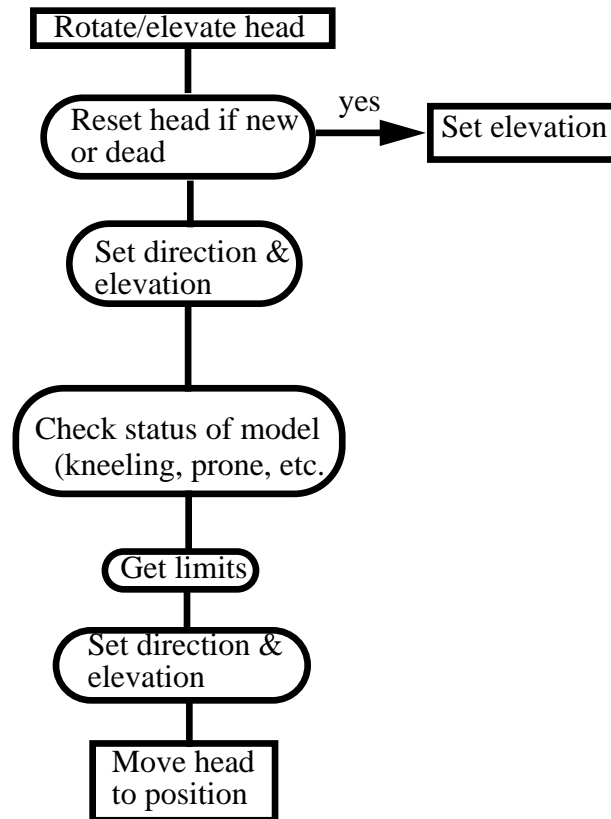 Rotate/elevate head
Reset head if new
or dead
yes
Set elevation
Set direction &
elevation
Check status of model
(kneeling, prone, etc.
Get limits
Set direction &
elevation
Move head
to position